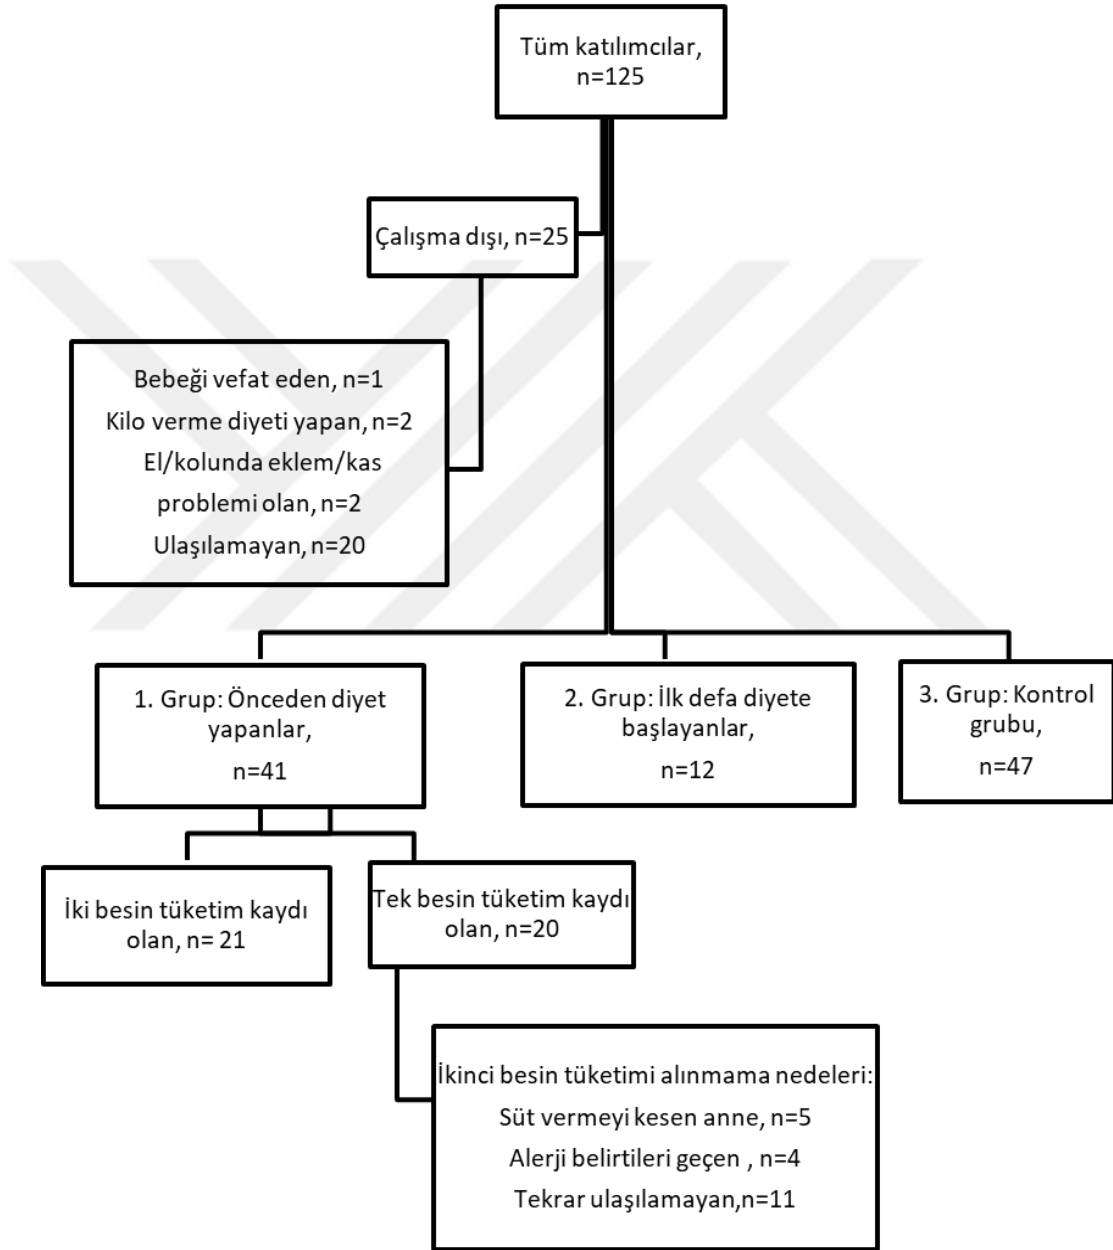 Tüm katılımcılar,
n=125
Çalışma dışı, n=25
Bebeği vefat eden, n=1
Kilo verme diyeti yapan, n=2
El/kolunda eklem/kas
problemi olan, n=2
Ulaşılamayan, n=20
1. Grup: Önceden diyet
yapanlar,
n=41
2. Grup: İlk defa diyete
başlayanlar,
n=12
3. Grup: Kontrol
grubu,
n=47
İki besin tüketim kaydı
olan, n= 21
Tek besin tüketim kaydı
olan, n=20
İkinci besin tüketimi alınmama nedeleri:
Süt vermeyi kesen anne, n=5
Alerji belirtileri geçen , n=4
Tekrar ulaşılamayan,n=11